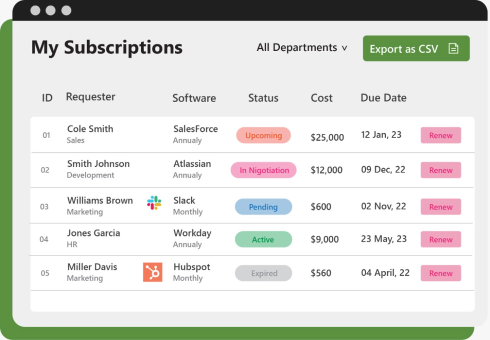 My Subscriptions
All Departments v
Export as CSV
ID Requester Software Status Cost Due Date
01 Cole Smith SalesForce Upcoming $25,000 12 Jan, 23 Renew
Sales Annualy
02 Smith Johnson Atlassian In Nigotiation $12,000 09 Dec, 22 Renew
Development Annualy
03 Williams Brown Slack Pending $600 02 Nov, 22 Renew
Marketing Monthly
04 Jones Garcia Workday Active $9,000 23 May, 23 Renew
HR Annualy
05 Miller Davis Hubspot Expired $560 04 April, 22 Renew
Marketing Monthly